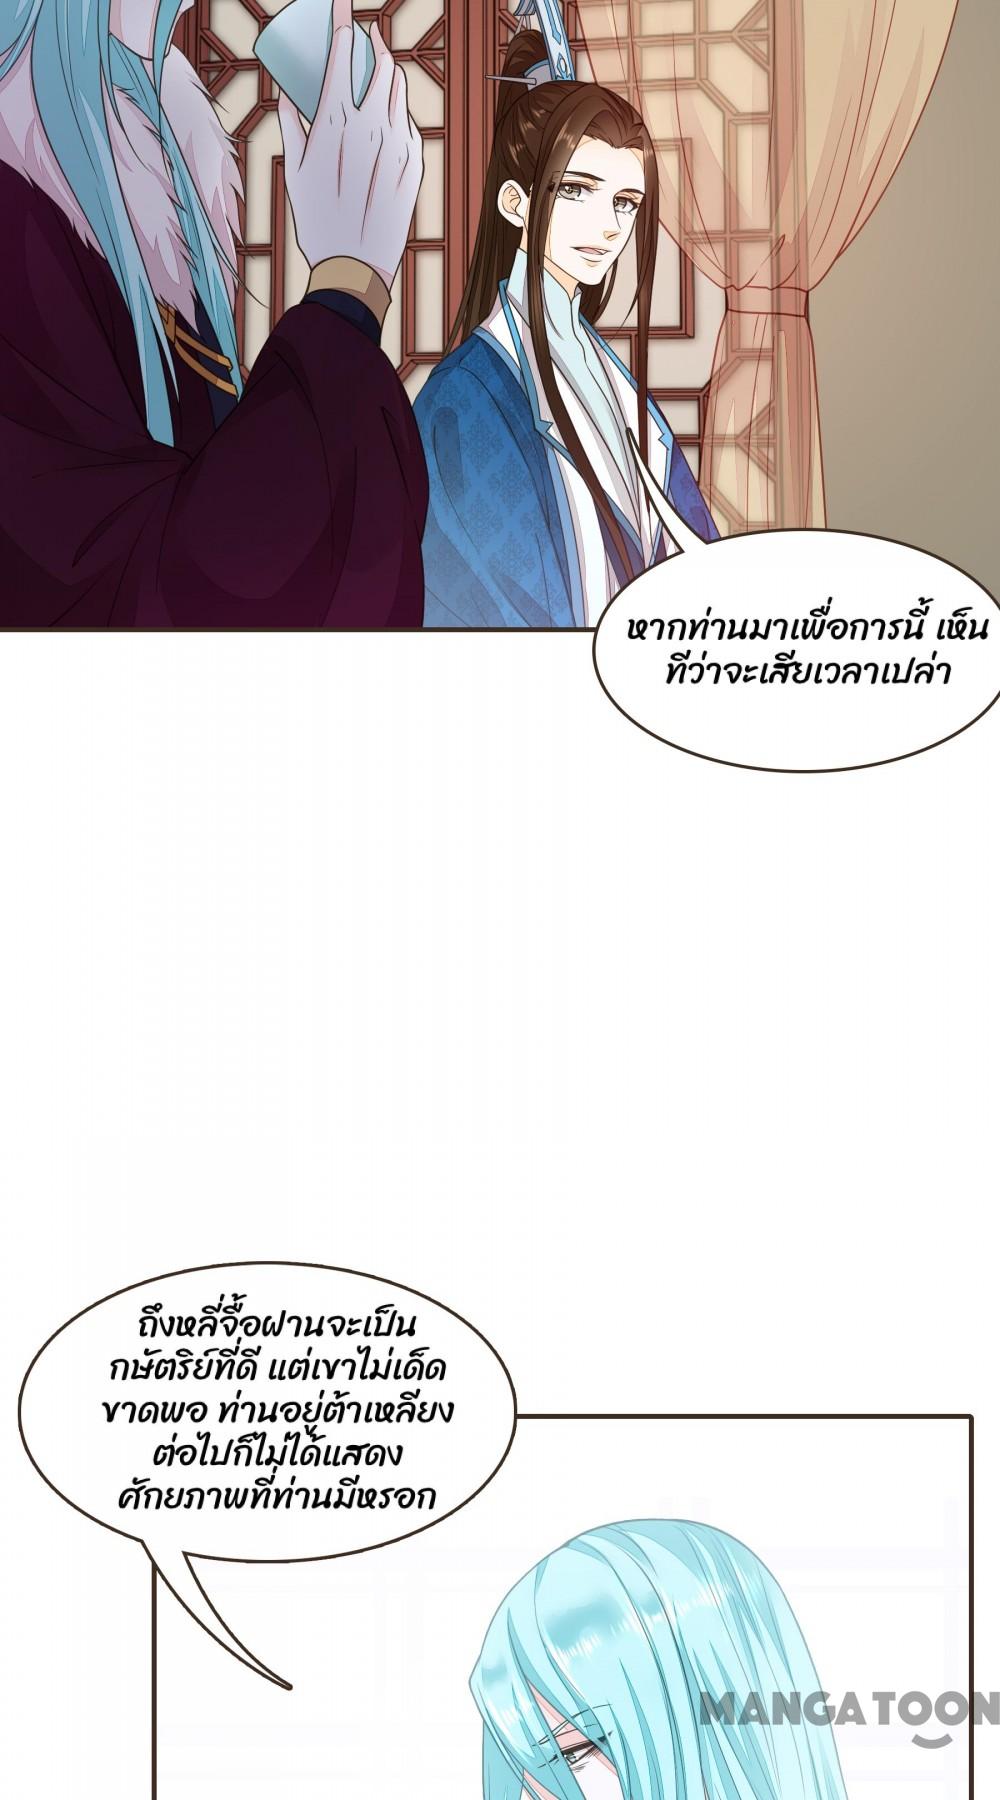 หากท่านมาเพื่อการนี้ เห็น
ทีว่าจะเสียเวลาเปล่า
ถึงหลี่จื้อฝานจะเป็น
กษัตริย์ที่ดี แต่เขาไม่เด็ด
ขาดพอ ท่านอยู่ต้าเหลียง
ต่อไปก็ไม่ได้แสดง
ศักยภาพที่ท่านมีหรอก
MANGATOON